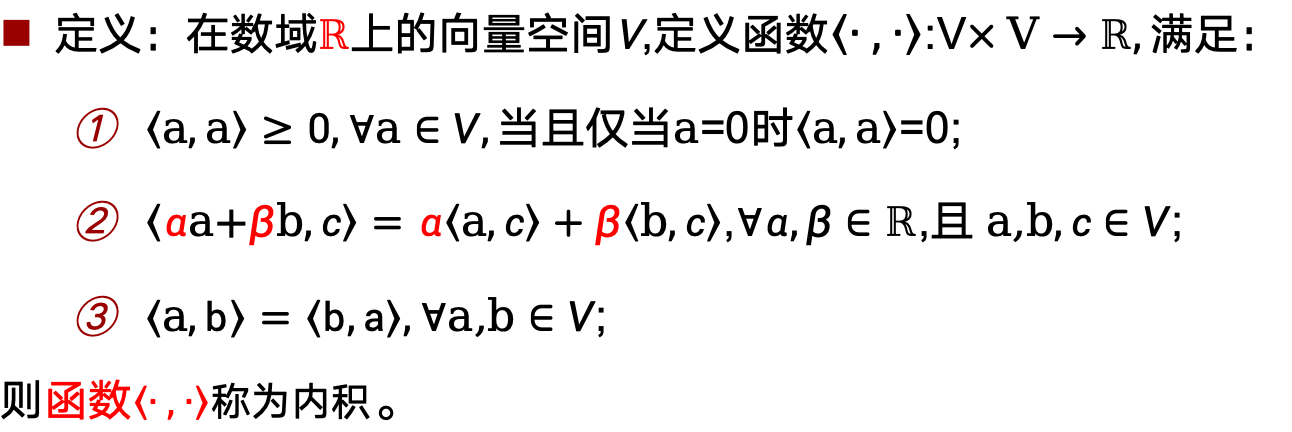 ■ 定义：在数域ℝ上的向量空间V,定义函数⟨· , ·⟩:V× V → ℝ, 满足：
① ⟨a, a⟩ ≥ 0, ∀a ∈ V, 当且仅当a=0时⟨a, a⟩=0;
② ⟨αa+βb, c⟩ = α⟨a, c⟩ + β⟨b, c⟩,∀α, β ∈ ℝ,且 a,b, c ∈ V;
③ ⟨a, b⟩ = ⟨b, a⟩, ∀a,b ∈ V;
则函数⟨· , ·⟩称为内积。